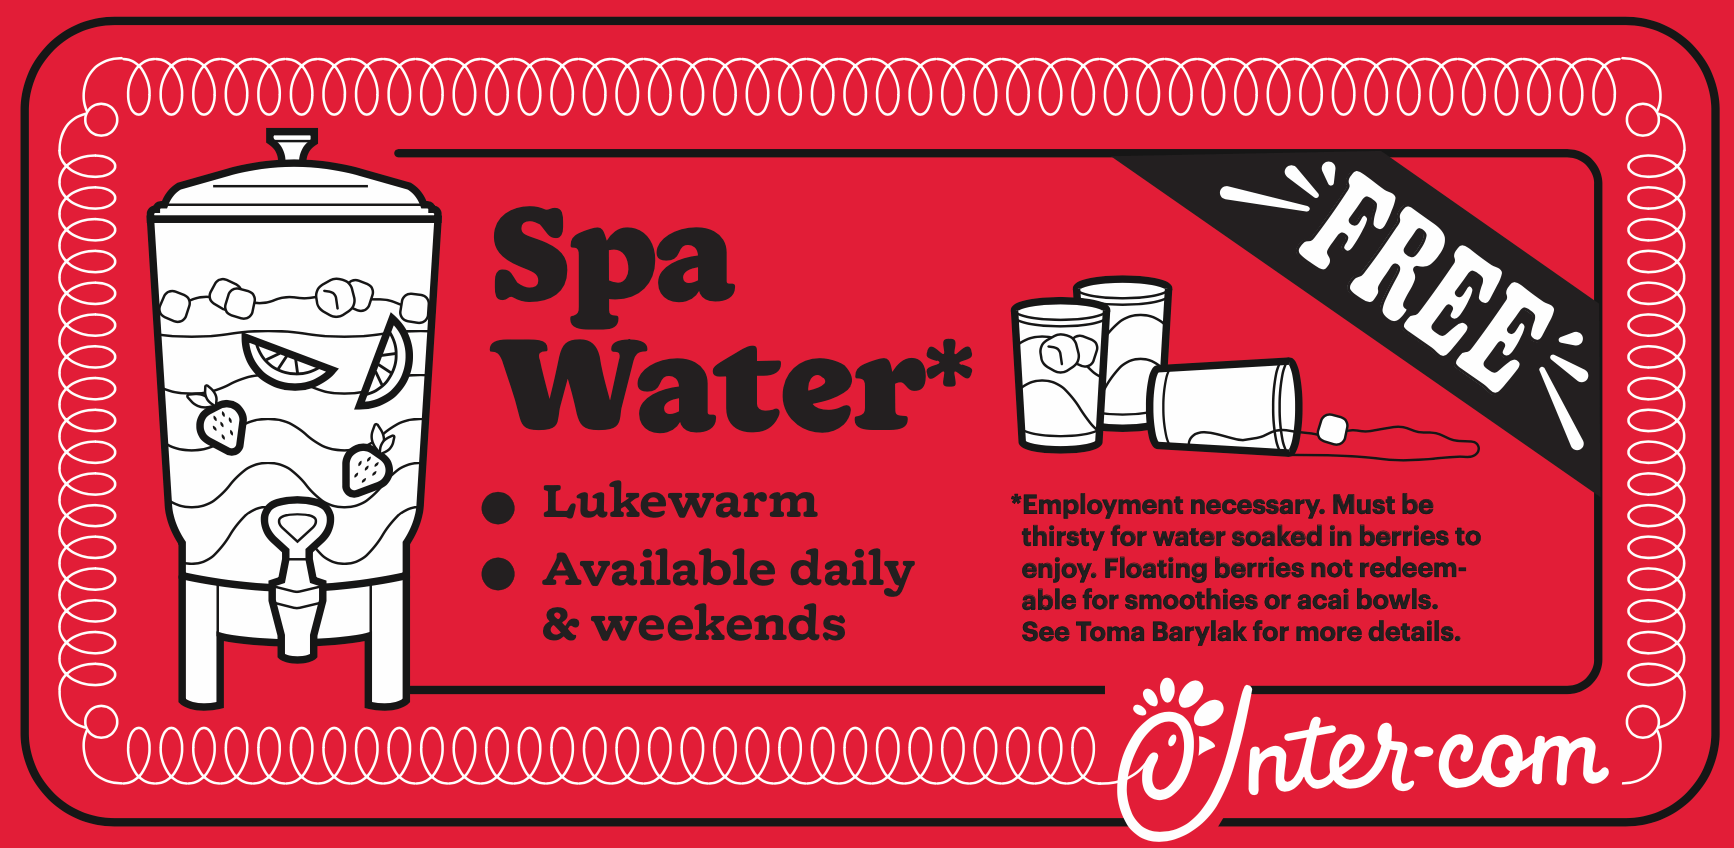 FREE
Spa
Water*
● Lukewarm
● Available daily
& weekends
*Employment necessary. Must be
thirsty for water soaked in berries to
enjoy. Floating berries not redeem-
able for smoothies or acai bowls.
See Toma Barylak for more details.
Inter-com